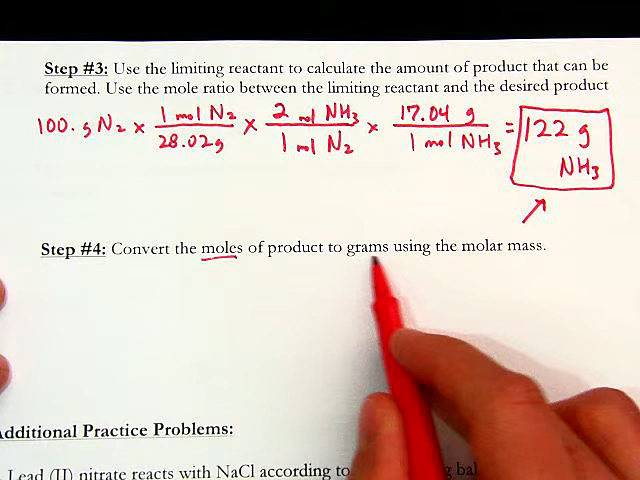 Step #3: Use the limiting reactant to calculate the amount of product that can be
formed. Use the mole ratio between the limiting reactant and the desired product
100. g N₂ × 1 mol N₂ / 28.02g × 2 mol NH₃ / 1 mol N₂ × 17.04 g / 1 mol NH₃ = 122 g NH₃
Step #4: Convert the moles of product to grams using the molar mass.
Additional Practice Problems:
Lead (II) nitrate reacts with NaCl according to